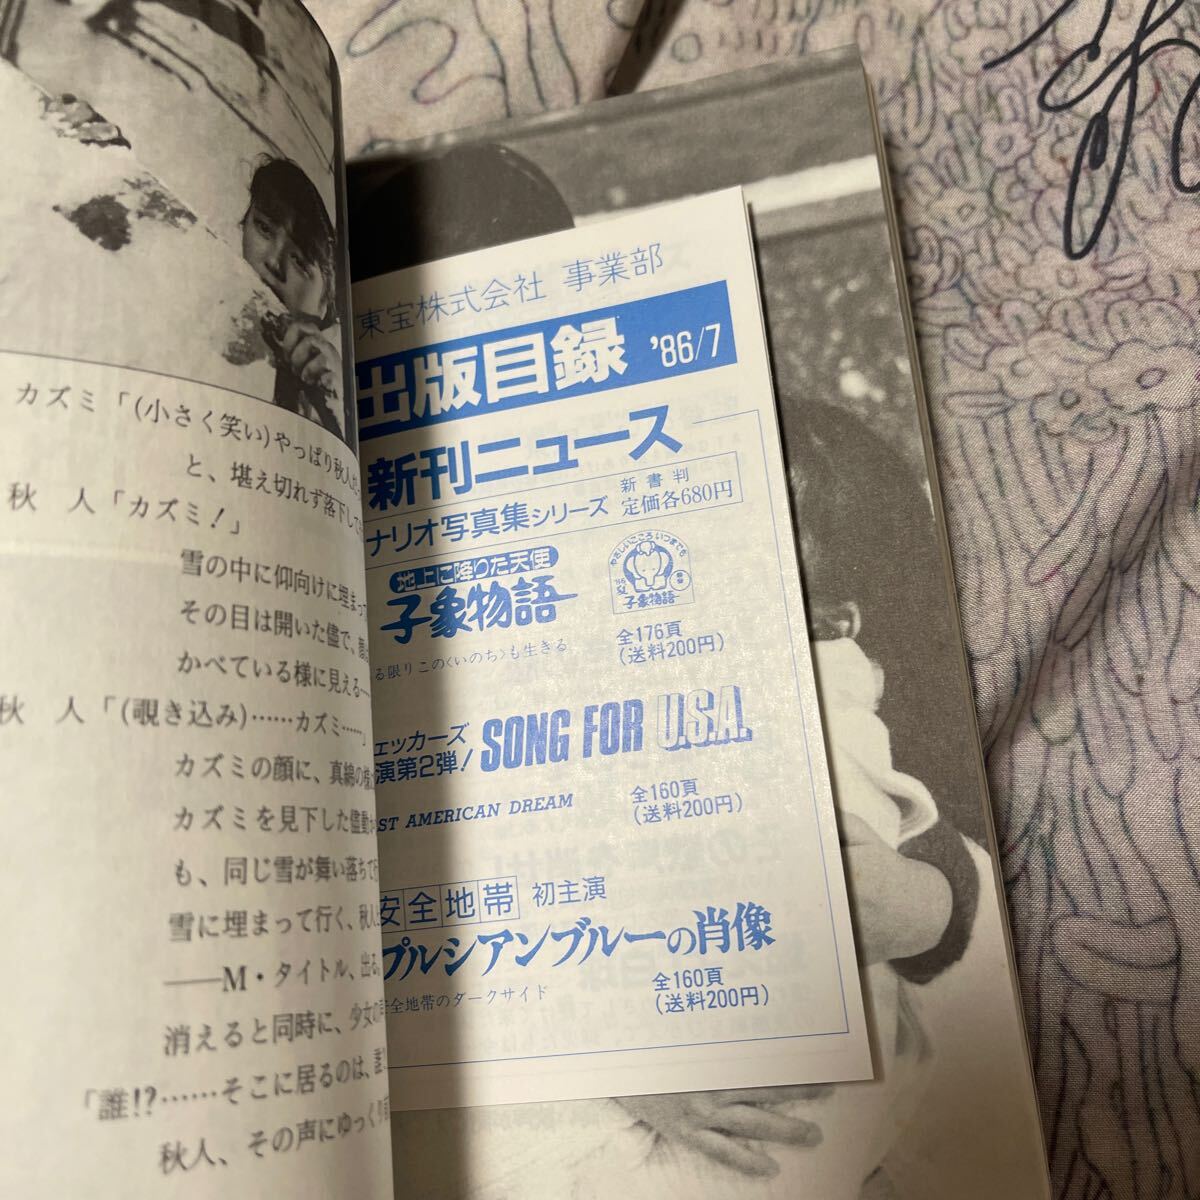 カズミ「(小さく笑い)やっぱり秋人
と、堪え切れず落下して
秋　人「カズミ!」
雪の中に仰向けに埋まっ
その目は開いた儘で、
かべている様に見える……
秋　人「(覗き込み)……カズミ……」
カズミの顔に、真綿の様
カズミを見下した儘動
も、同じ雪が舞い落ちて
雪に埋まって行く、秋人
――M・タイトル、出る。
消えると同時に、少女の
「誰!?……そこに居るのは、
秋人、その声にゆっくり
東宝株式会社 事業部
出版目録 '86/7
新刊ニュース
ナリオ写真集シリーズ 新書判 定価各680円
地上に降りた天使
子象物語
やさしいこころ いつまでも
'86
子象物語
る限りこの〈いのち〉も生きる
全176頁
(送料200円)
ェッカーズ
演第2弾!
SONG FOR U.S.A.
ST AMERICAN DREAM
全160頁
(送料200円)
安全地帯 初主演
プルシアンブルーの肖像
全地帯のダークサイド
全160頁
(送料200円)